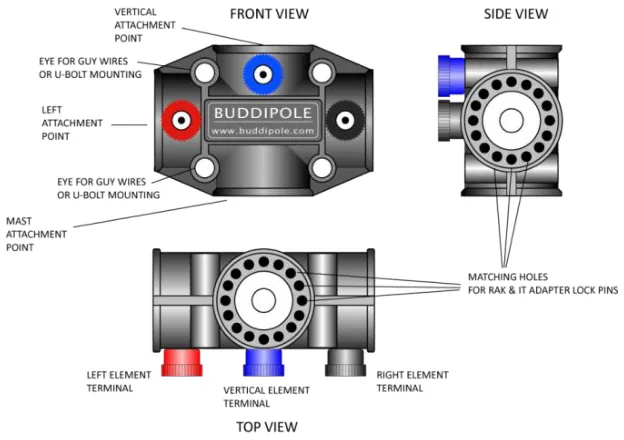 VERTICAL
ATTACHMENT
POINT
FRONT VIEW
SIDE VIEW
EYE FOR GUY WIRES
OR U-BOLT MOUNTING
LEFT
ATTACHMENT
POINT
BUDDIPOLE
www.buddipole.com
EYE FOR GUY WIRES
OR U-BOLT MOUNTING
MAST
ATTACHMENT
POINT
MATCHING HOLES
FOR RAK & IT ADAPTER LOCK PINS
LEFT ELEMENT
TERMINAL
VERTICAL ELEMENT
TERMINAL
RIGHT ELEMENT
TERMINAL
TOP VIEW